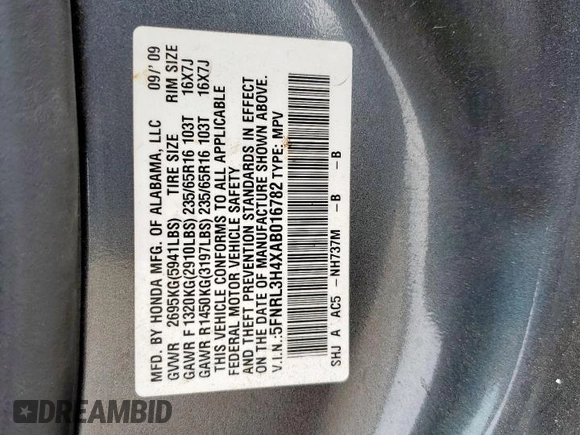 MFD. BY HONDA MFG. OF ALABAMA, LLC 09/'09
GVWR 2695KG(5941LBS) TIRE SIZE RIM SIZE
GAWR F 1320KG(2910LBS) 235/65R16 103T 16X7J
GAWR R1450KG(3197LBS) 235/65R16 103T 16X7J
THIS VEHICLE CONFORMS TO ALL APPLICABLE
FEDERAL MOTOR VEHICLE SAFETY
AND THEFT PREVENTION STANDARDS IN EFFECT
ON THE DATE OF MANUFACTURE SHOWN ABOVE.
V.I.N.:5FNRL3H4XAB016782 TYPE: MPV
SHJ A AC5 -NH737M -B -B
DREAMBID